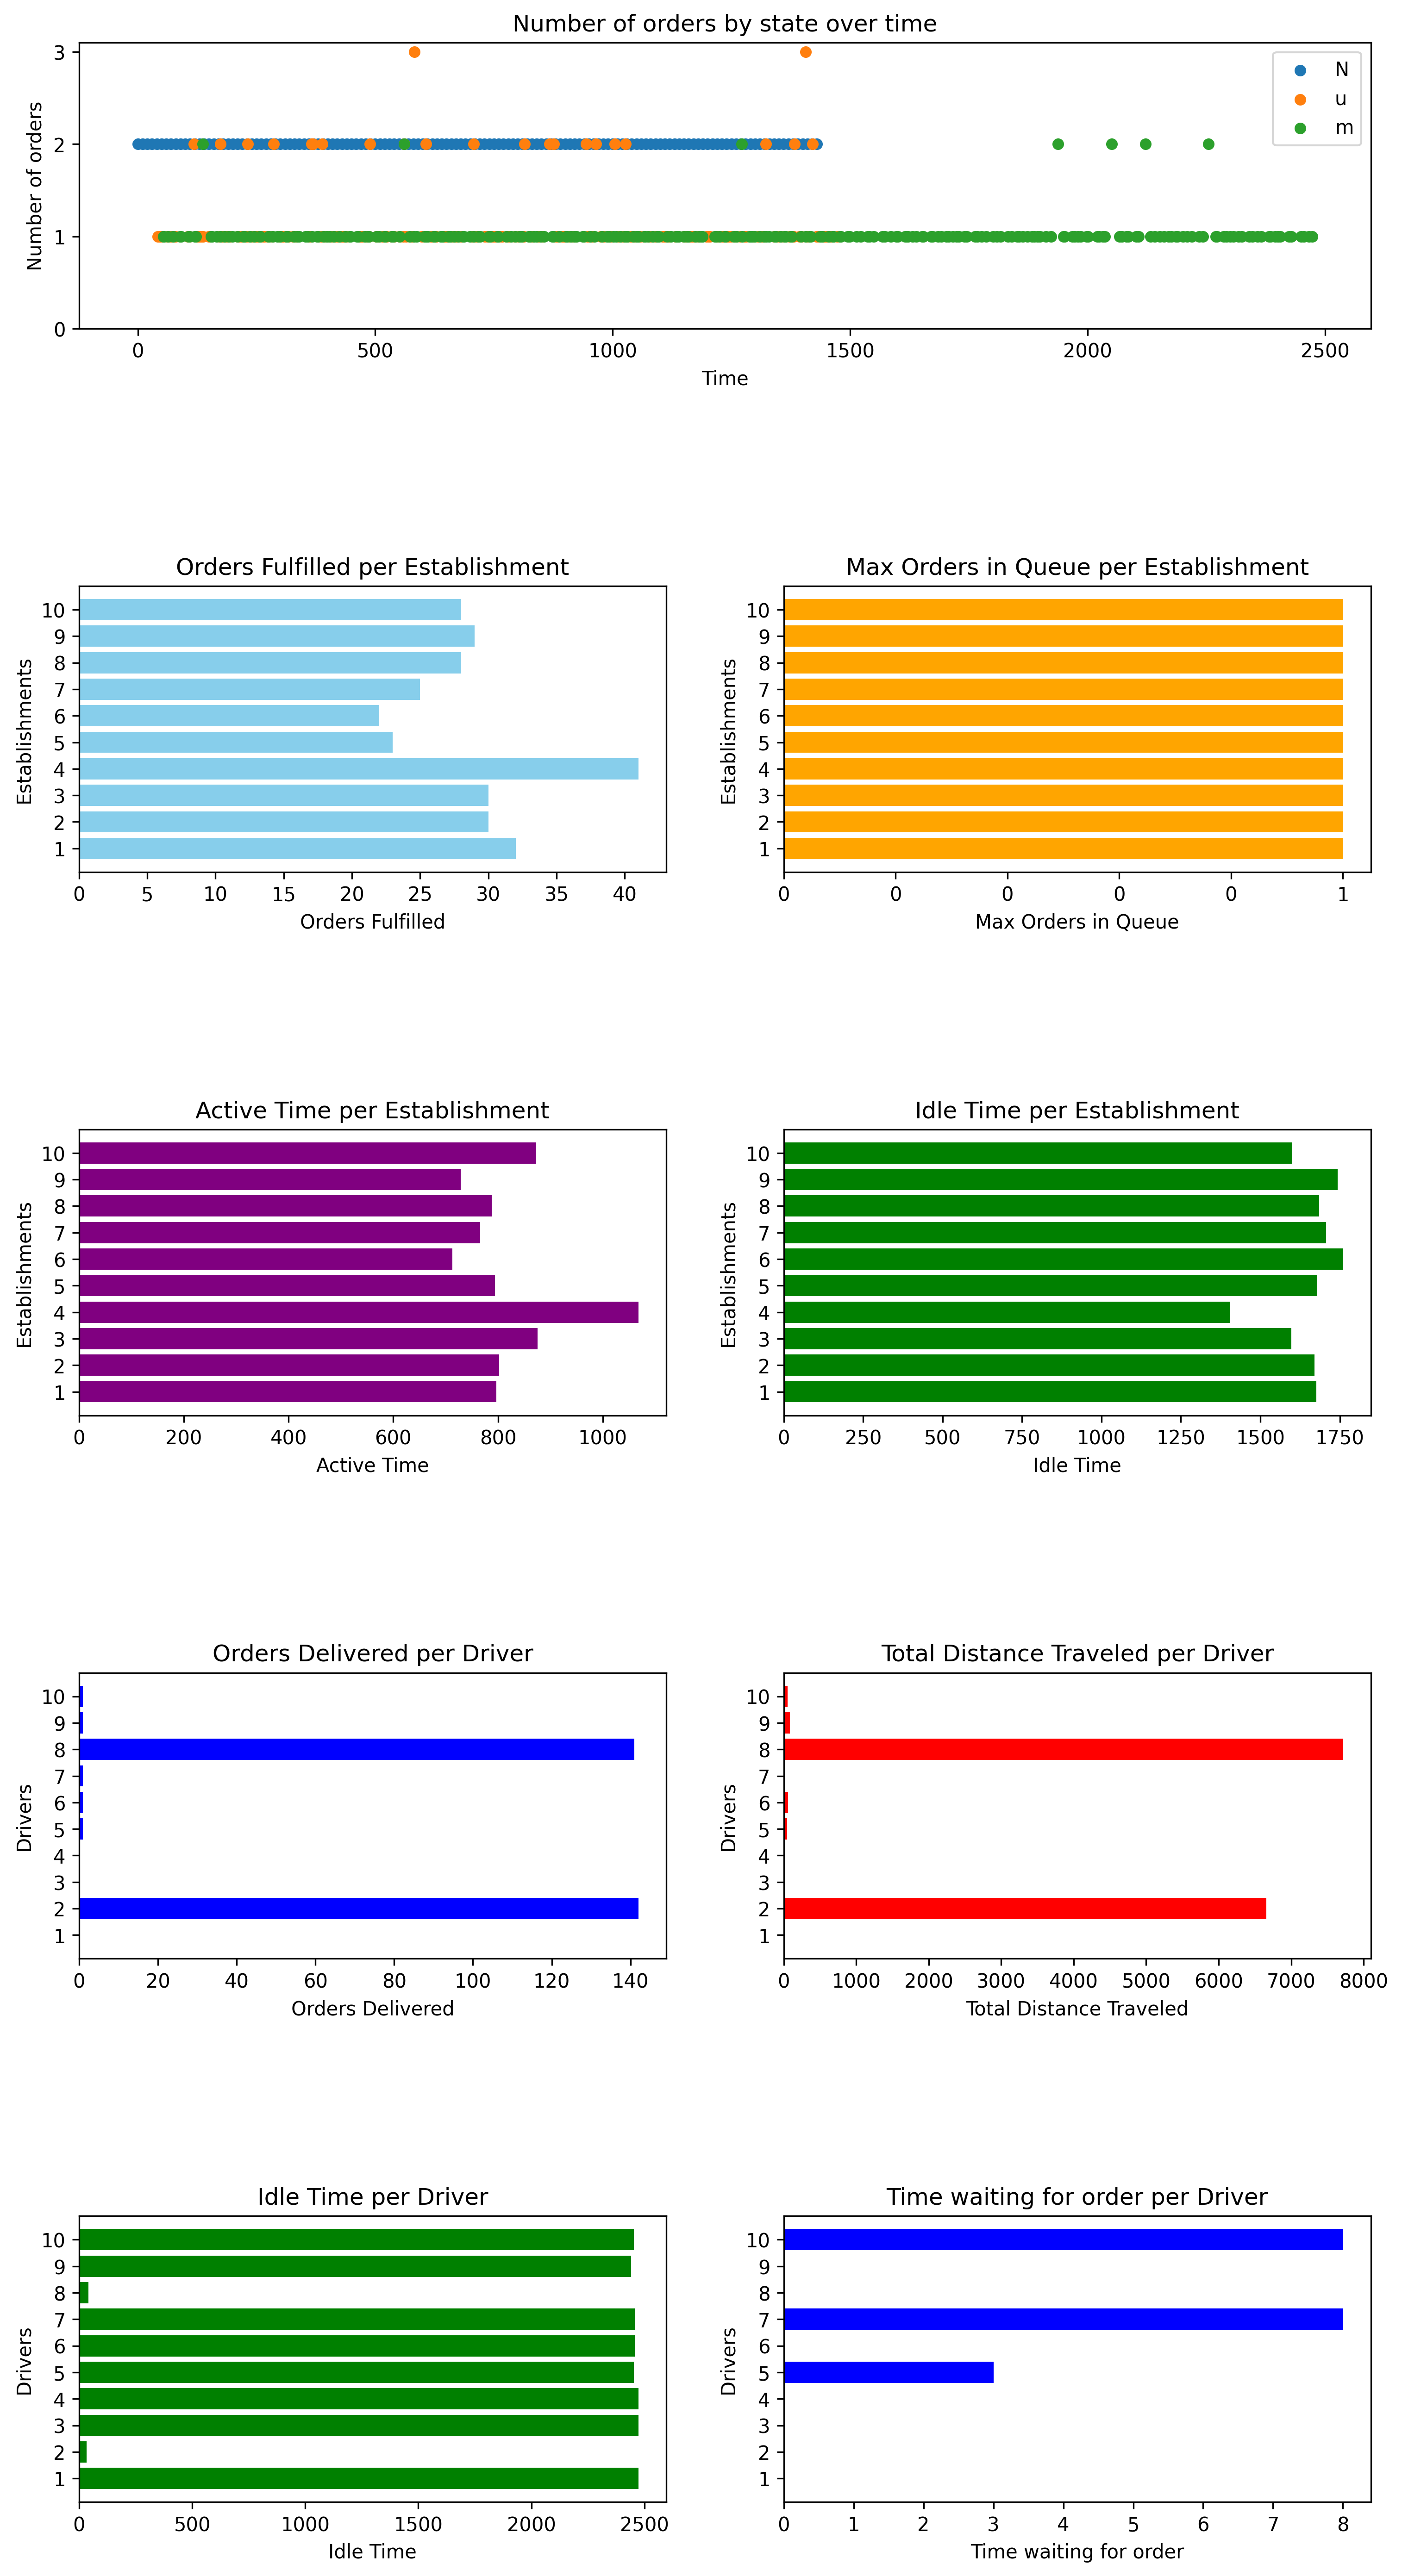 Number of orders by state over time
3
2
1
0
Number of orders
N
u
m
0 500 1000 1500 2000 2500
Time
Orders Fulfilled per Establishment
10
9
8
7
6
5
4
3
2
1
Establishments
0 5 10 15 20 25 30 35 40
Orders Fulfilled
Max Orders in Queue per Establishment
10
9
8
7
6
5
4
3
2
1
Establishments
0 0 0 0 0 1
Max Orders in Queue
Active Time per Establishment
10
9
8
7
6
5
4
3
2
1
Establishments
0 200 400 600 800 1000
Active Time
Idle Time per Establishment
10
9
8
7
6
5
4
3
2
1
Establishments
0 250 500 750 1000 1250 1500 1750
Idle Time
Orders Delivered per Driver
10
9
8
7
6
5
4
3
2
1
Drivers
0 20 40 60 80 100 120 140
Orders Delivered
Total Distance Traveled per Driver
10
9
8
7
6
5
4
3
2
1
Drivers
0 1000 2000 3000 4000 5000 6000 7000 8000
Total Distance Traveled
Idle Time per Driver
10
9
8
7
6
5
4
3
2
1
Drivers
0 500 1000 1500 2000 2500
Idle Time
Time waiting for order per Driver
10
9
8
7
6
5
4
3
2
1
Drivers
0 1 2 3 4 5 6 7 8
Time waiting for order